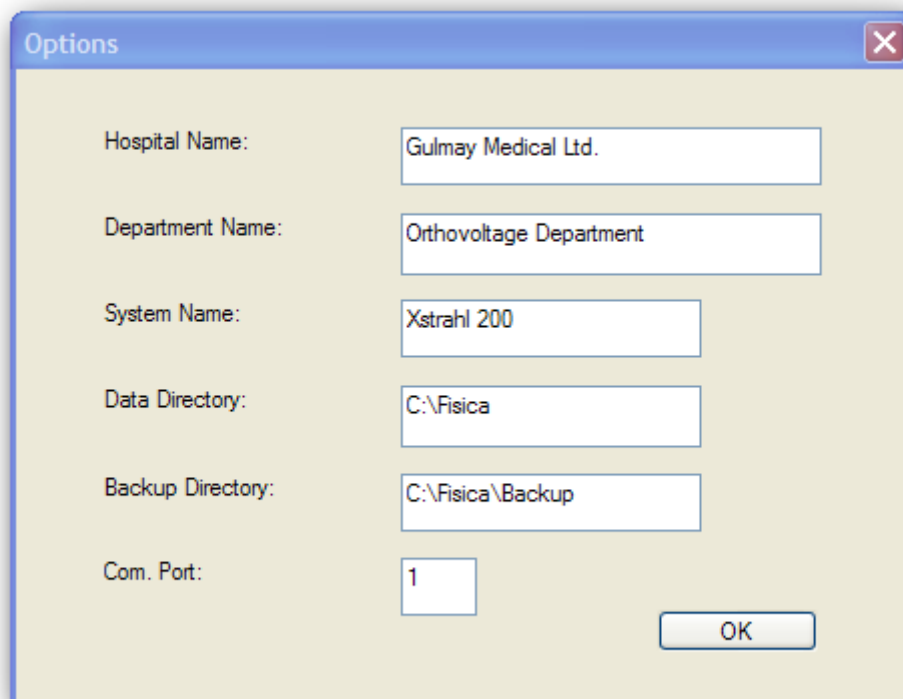 Options
Hospital Name: Gulmay Medical Ltd.
Department Name: Orthovoltage Department
System Name: Xstrahl 200
Data Directory: C:\Fisica
Backup Directory: C:\Fisica\Backup
Com. Port: 1
OK